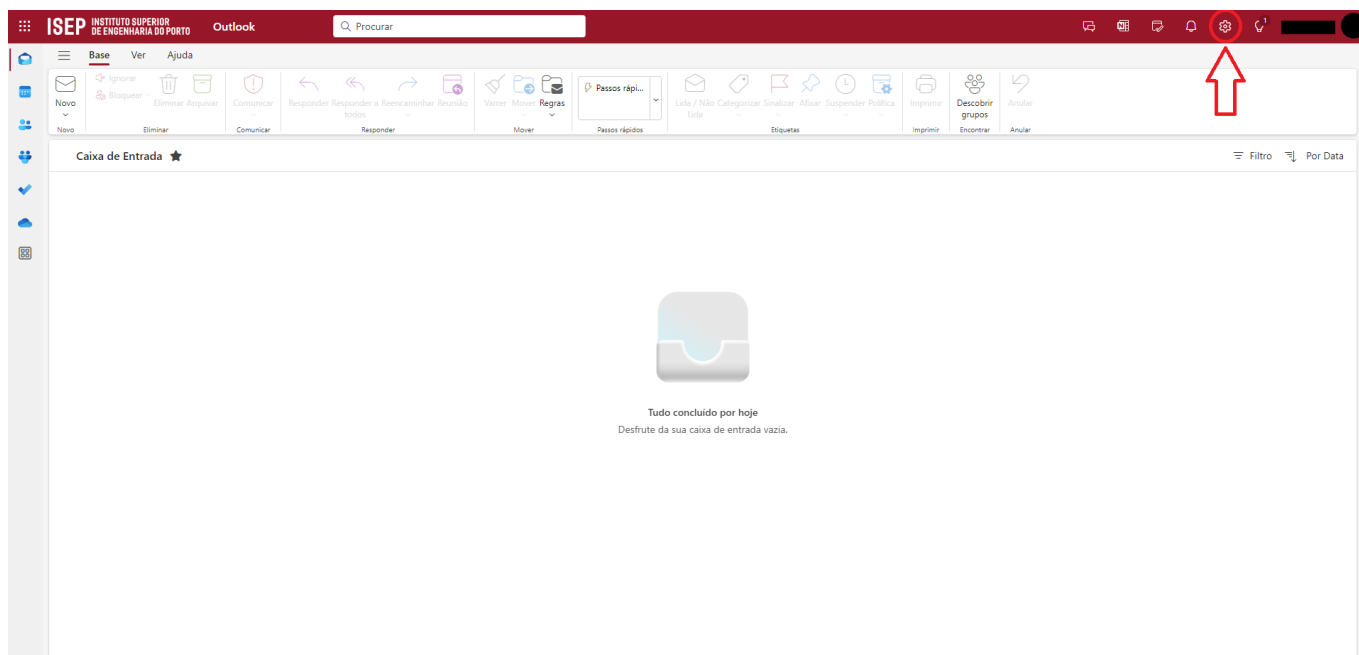 ISEP INSTITUTO SUPERIOR
DE ENGENHARIA DO PORTO
Outlook
Procurar
1
Base Ver Ajuda
Novo
Novo
Ignorar
Bloquear
Eliminar Arquivar
Eliminar
Comunicar
Comunicar
Responder Responder a todos Reencaminhar Reunião
Responder
Varrer Mover Regras
Mover
Passos rápi...
Passos rápidos
Lida / Não Lida Categorizar Sinalizar Afixar Suspender Política
Etiquetas
Imprimir
Imprimir
Descobrir
grupos
Encontrar
Anular
Anular
Caixa de Entrada
Filtro Por Data
Tudo concluído por hoje
Desfrute da sua caixa de entrada vazia.